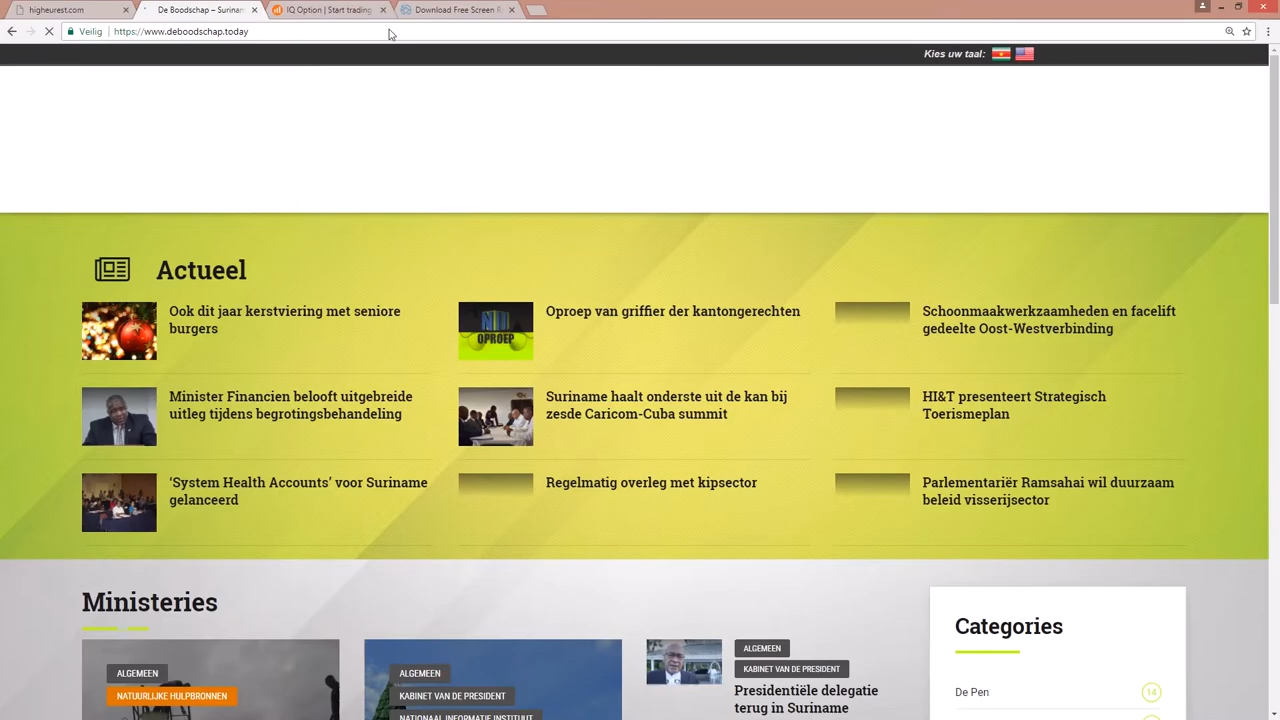 higheurest.com
De Boodschap – Surinam
IQ Option | Start trading
Download Free Screen R
Veilig
https://www.deboodschap.today
Kies uw taal:
Actueel
Ook dit jaar kerstviering met seniore
burgers
Oproep van griffier der kantongerechten
OPROEP
Schoonmaakwerkzaamheden en facelift
gedeelte Oost-Westverbinding
Minister Financien belooft uitgebreide
uitleg tijdens begrotingsbehandeling
Suriname haalt onderste uit de kan bij
zesde Caricom-Cuba summit
HI&T presenteert Strategisch
Toerismeplan
‘System Health Accounts’ voor Suriname
gelanceerd
Regelmatig overleg met kipsector
Parlementariër Ramsahai wil duurzaam
beleid visserijsector
Ministeries
ALGEMEEN
NATUURLIJKE HULPBRONNEN
ALGEMEEN
KABINET VAN DE PRESIDENT
NATIONAAL INFORMATIE INSTITUUT
ALGEMEEN
KABINET VAN DE PRESIDENT
Presidentiële delegatie
terug in Suriname
Categories
De Pen
14